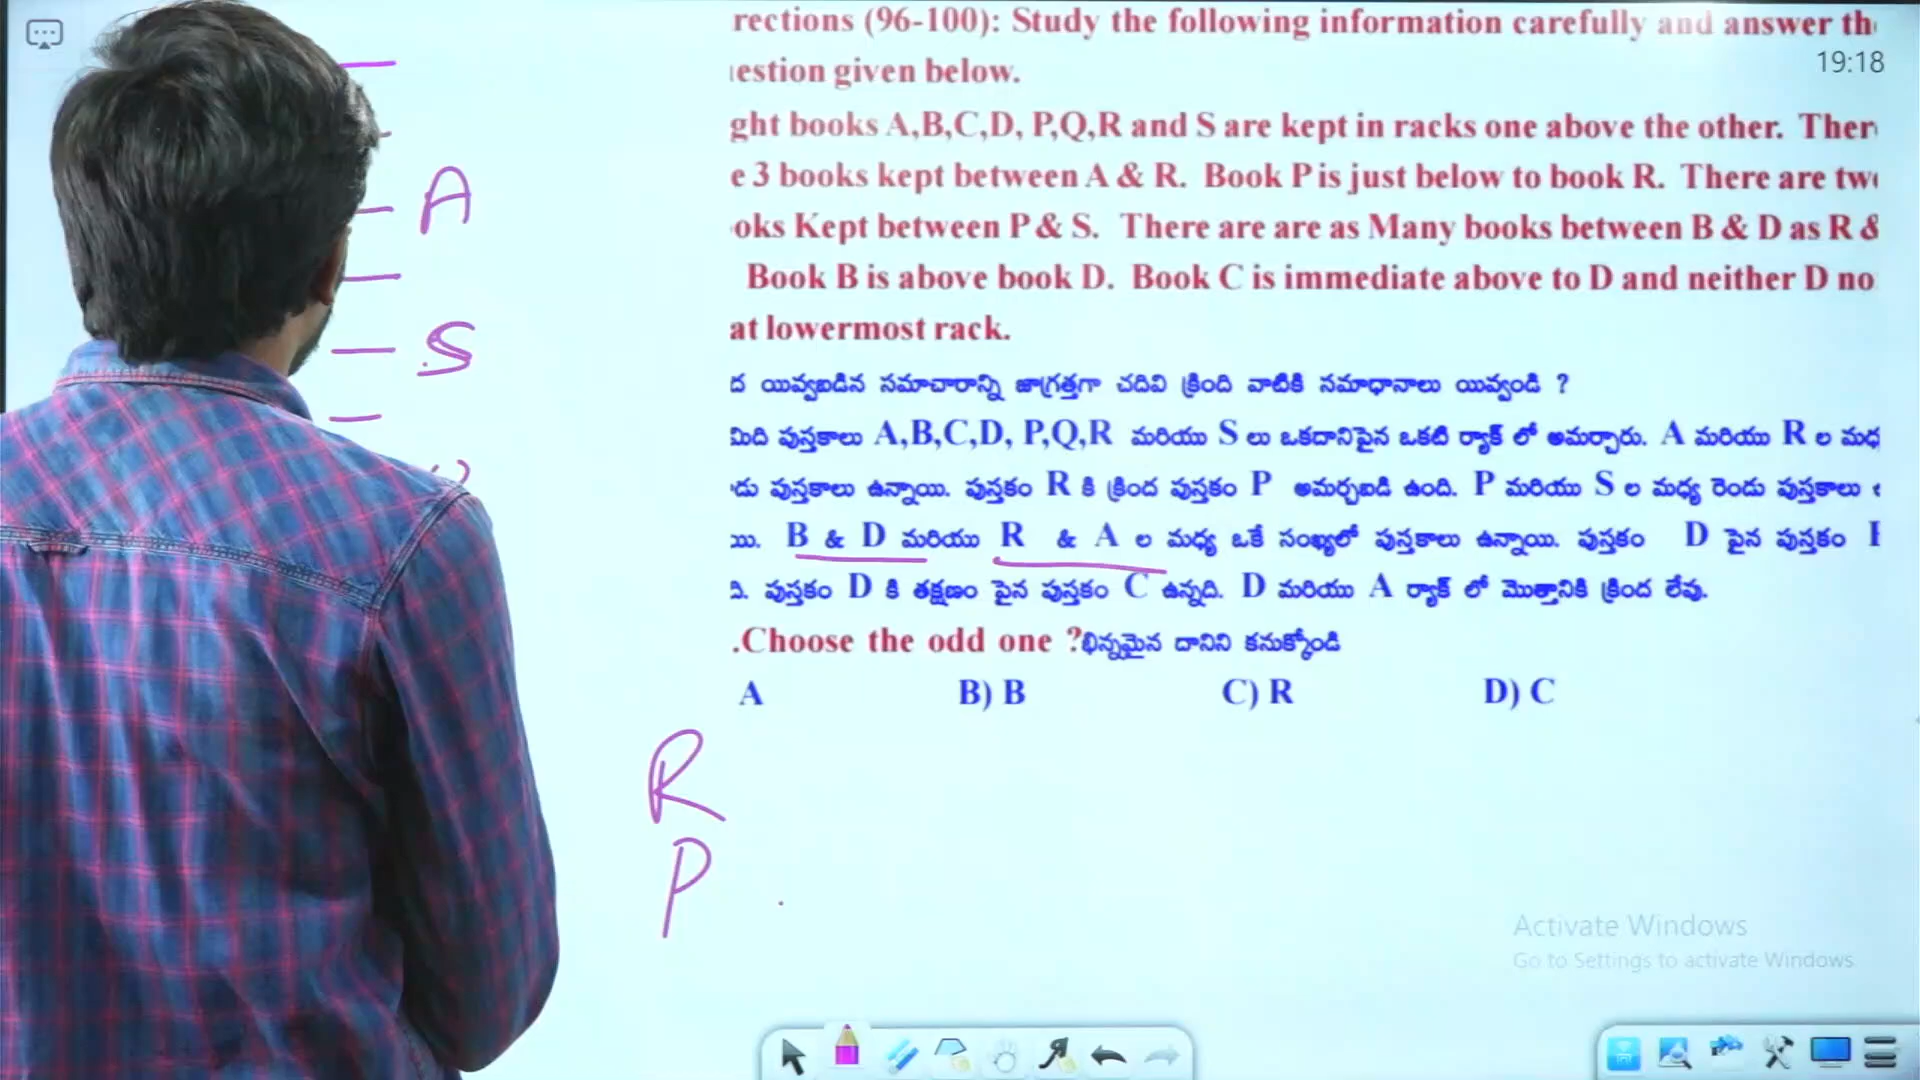 rections (96-100): Study the following information carefully and answer th
19:18
estion given below.
ght books A,B,C,D, P,Q,R and S are kept in racks one above the other. Ther
e 3 books kept between A & R. Book P is just below to book R. There are tw
oks Kept between P & S. There are are as Many books between B & D as R &
Book B is above book D. Book C is immediate above to D and neither D no
at lowermost rack.
ద యివ్వబడిన సమాచారాన్ని జాగ్రత్తగా చదివి క్రింది వాటికి సమాధానాలు యివ్వండి ?
మిది పుస్తకాలు A,B,C,D, P,Q,R మరియు S లు ఒకదానిపైన ఒకటి ర్యాక్ లో అమర్చారు. A మరియు R ల మధ
డు పుస్తకాలు ఉన్నాయి. పుస్తకం R కి క్రింద పుస్తకం P అమర్చబడి ఉంది. P మరియు S ల మధ్య రెండు పుస్తకాలు
యి. B & D మరియు R & A ల మధ్య ఒకే సంఖ్యలో పుస్తకాలు ఉన్నాయి. పుస్తకం D పైన పుస్తకం
ది. పుస్తకం D కి తక్షణం పైన పుస్తకం C ఉన్నది. D మరియు A ర్యాక్ లో మొత్తానికి క్రింద లేవు.
.Choose the odd one ?భిన్నమైన దానిని కనుక్కోండి
A B) B C) R D) C
A
S
R
P
Activate Windows
Go to Settings to activate Windows